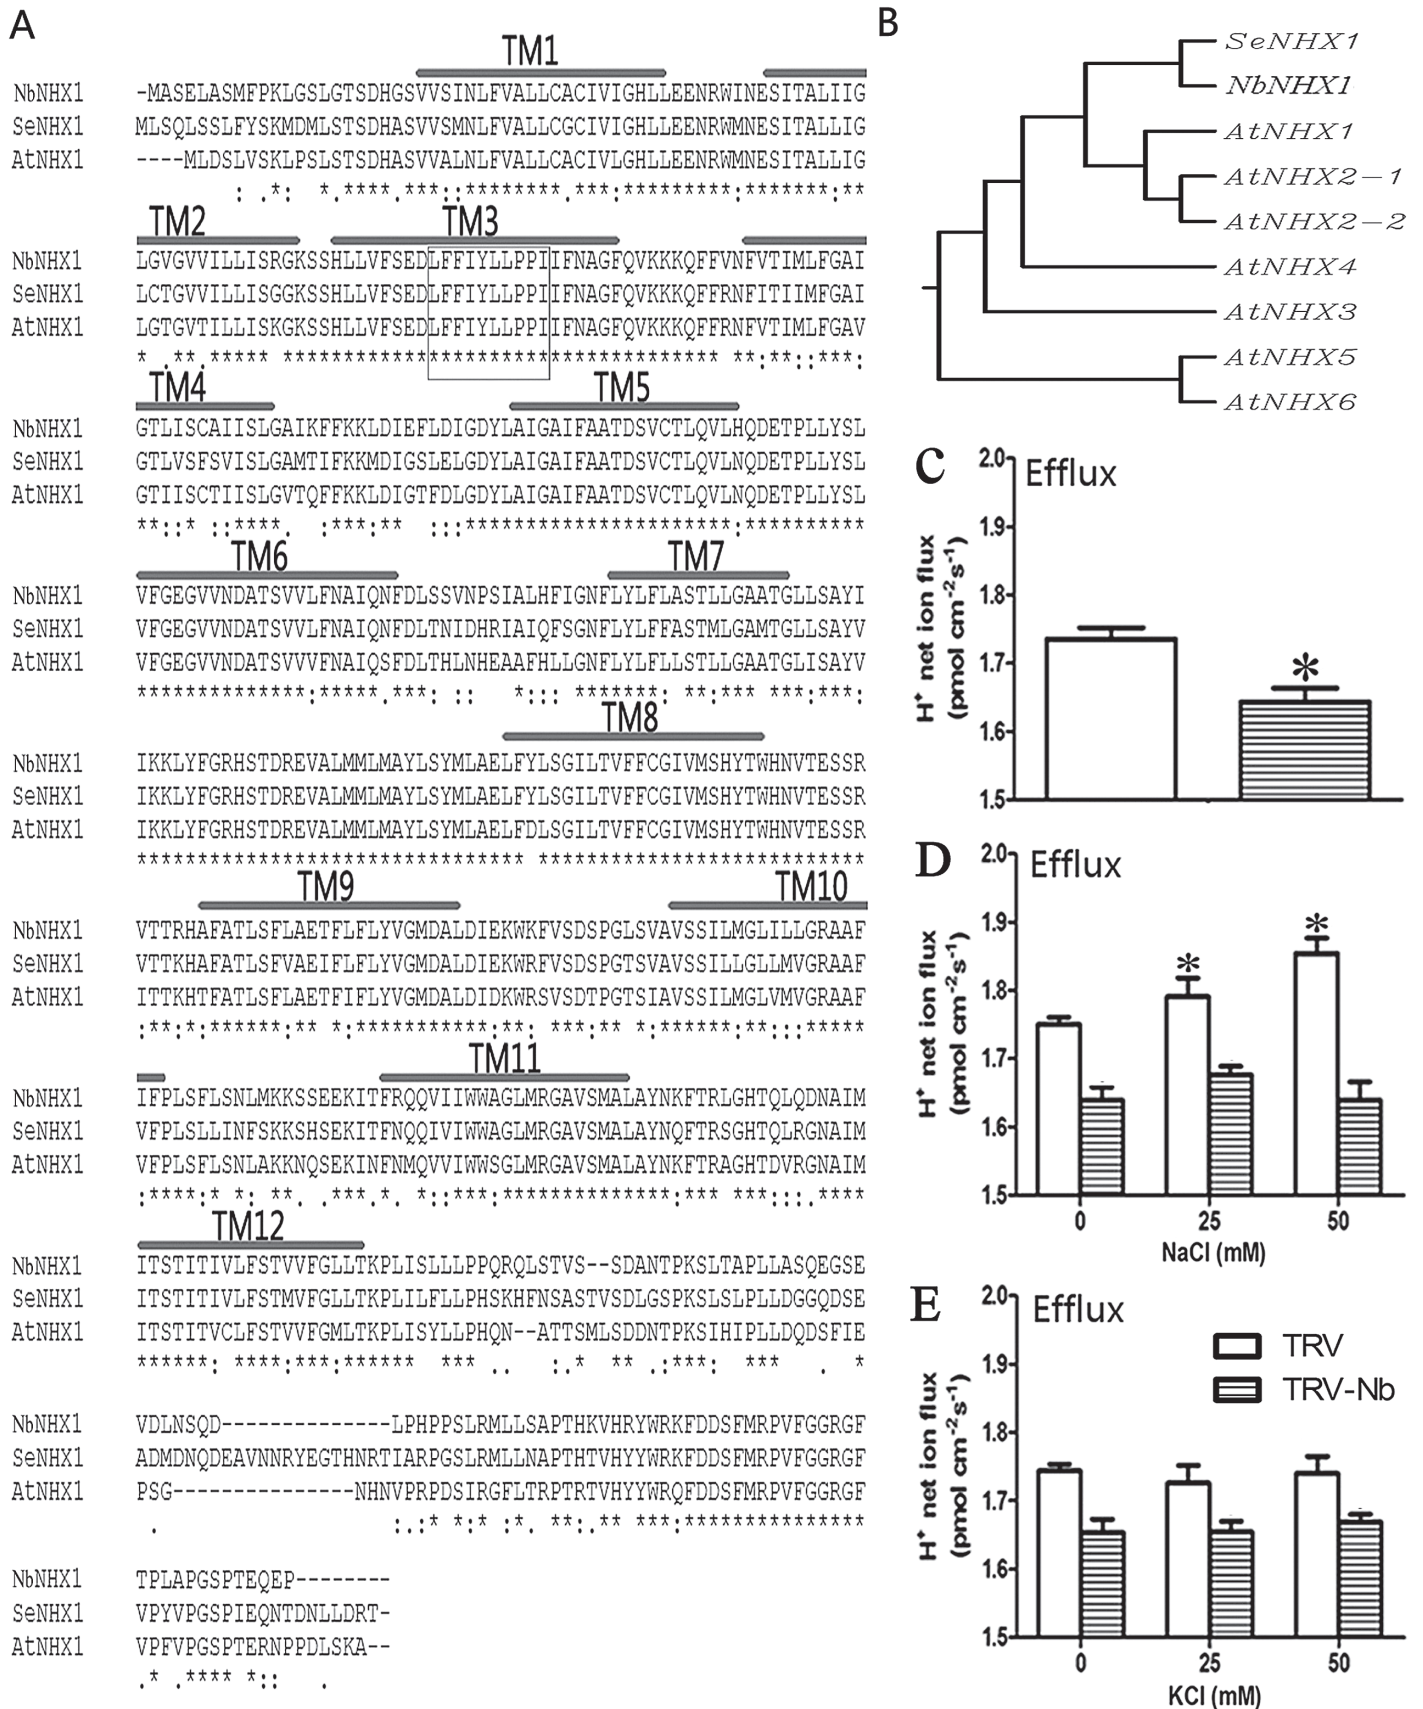 A
TM1
NbNHX1 -MASELASMFPKLGSLGTSDHGSVVSINLFVALLCACIVIGHLLEENRWINESITALIIG
SeNHX1 MLSQLSSLFYSKMDMLSTSDHASVVSMNLFVALLCGCIVIGHLLEENRWMNESITALLIG
AtNHX1 ----MLDSLVSKLPSLSTSDHASVVALNLFVALLCACIVLGHLLEENRWMNESITALLIG
TM2 TM3
NbNHX1 LGVGVVILLISRGKSSHLLVFSEDLFFIYLLPPIIFNAGFQVKKKQFFVNFVTIMLFGAI
SeNHX1 LCTGVVILLISGGKSSHLLVFSEDLFFIYLLPPIIFNAGFQVKKKQFFRNFITIIMFGAI
AtNHX1 LGTGVTILLISKGKSSHLLVFSEDLFFIYLLPPIIFNAGFQVKKKQFFRNFVTIMLFGAV
TM4 TM5
NbNHX1 GTLISCAIISLGAIKFFKKLDIEFLDIGDYLAIGAIFAATDSVCTLQVLHQDETPLLYSL
SeNHX1 GTLVSFSVISLGAMTIFKKMDIGSLELGDYLAIGAIFAATDSVCTLQVLNQDETPLLYSL
AtNHX1 GTIISCTIISLGVTQFFKKLDIGTFDLGDYLAIGAIFAATDSVCTLQVLNQDETPLLYSL
TM6 TM7
NbNHX1 VFGEGVVNDATSVVLFNAIQNFDLSSVNPSIALHFIGNFLYLFLASTLLGAATGLLSAYI
SeNHX1 VFGEGVVNDATSVVLFNAIQNFDLTNIDHRIAIQFSGNFLYLFFASTMLGAMTGLLSAYV
AtNHX1 VFGEGVVNDATSVVVFNAIQSFDLTHLNHEAAFHLLGNFLYLFLLSTLLGAATGLISAYV
TM8
NbNHX1 IKKLYFGRHSTDREVALMMLMAYLSYMLAELFYLSGILTVFFCGIVMSHYTWHNVTESSR
SeNHX1 IKKLYFGRHSTDREVALMMLMAYLSYMLAELFYLSGILTVFFCGIVMSHYTWHNVTESSR
AtNHX1 IKKLYFGRHSTDREVALMMLMAYLSYMLAELFDLSGILTVFFCGIVMSHYTWHNVTESSR
TM9 TM10
NbNHX1 VTTRHAFATLSFLAETFLFLYVGMDALDIEKWKFVSDSPGLSVAVSSILMGLILLGRAAF
SeNHX1 VTTKHAFATLSFVAEIFLFLYVGMDALDIEKWRFVSDSPGTSVAVSSILLGLLMVGRAAF
AtNHX1 ITTKHTFATLSFLAETFIFLYVGMDALDIDKWRSVSDTPGTSIAVSSILMGLVMVGRAAF
TM11
NbNHX1 IFPLSFLSNLMKKSSEEKITFRQQVIIWWAGLMRGAVSMALAYNKFTRLGHTQLQDNAIM
SeNHX1 VFPLSLLINFSKKSHSEKITFNQQIVIWWAGLMRGAVSMALAYNQFTRSGHTQLRGNAIM
AtNHX1 VFPLSFLSNLAKKNQSEKINFNMQVVIWWSGLMRGAVSMALAYNKFTRAGHTDVRGNAIM
TM12
NbNHX1 ITSTITIVLFSTVVFGLLTKPLISLLLPPQRQLSTVS--SDANTPKSLTAPLLASQEGSE
SeNHX1 ITSTITIVLFSTMVFGLLTKPLILFLLPHSKHFNSASTVSDLGSPKSLSLPLLDGGQDSE
AtNHX1 ITSTITVCLFSTVVFGMLTKPLISYLLPHQN--ATTSMLSDDNTPKSIHIPLLDQDSFIE
NbNHX1 VDLNSQD--------------LPHPPSLRMLLSAPTHKVHRYWRKFDDSFMRPVFGGRGF
SeNHX1 ADMDNQDEAVNNRYEGTHNRTIARPGSLRMLLNAPTHTVHYYWRKFDDSFMRPVFGGRGF
AtNHX1 PSG---------------NHNVPRPDSIRGFLTRPTRTVHYYWRQFDDSFMRPVFGGRGF
NbNHX1 TPLAPGSPTEQEP--------
SeNHX1 VPYVPGSPIEQNTDNLLDRT-
AtNHX1 VPFVPGSPTERNPPDLSKA--
B
SeNHX1
NbNHX1
AtNHX1
AtNHX2-1
AtNHX2-2
AtNHX4
AtNHX3
AtNHX5
AtNHX6
C
Efflux
H+ net ion flux
(pmol cm-2s-1)
2.0
1.9
1.8
1.7
1.6
1.5
*
D
Efflux
H+ net ion flux
(pmol cm-2s-1)
2.0
1.9
1.8
1.7
1.6
1.5
* *
0 25 50
NaCl (mM)
E
Efflux
TRV
TRV-Nb
H+ net ion flux
(pmol cm-2s-1)
2.0
1.9
1.8
1.7
1.6
1.5
0 25 50
KCl (mM)